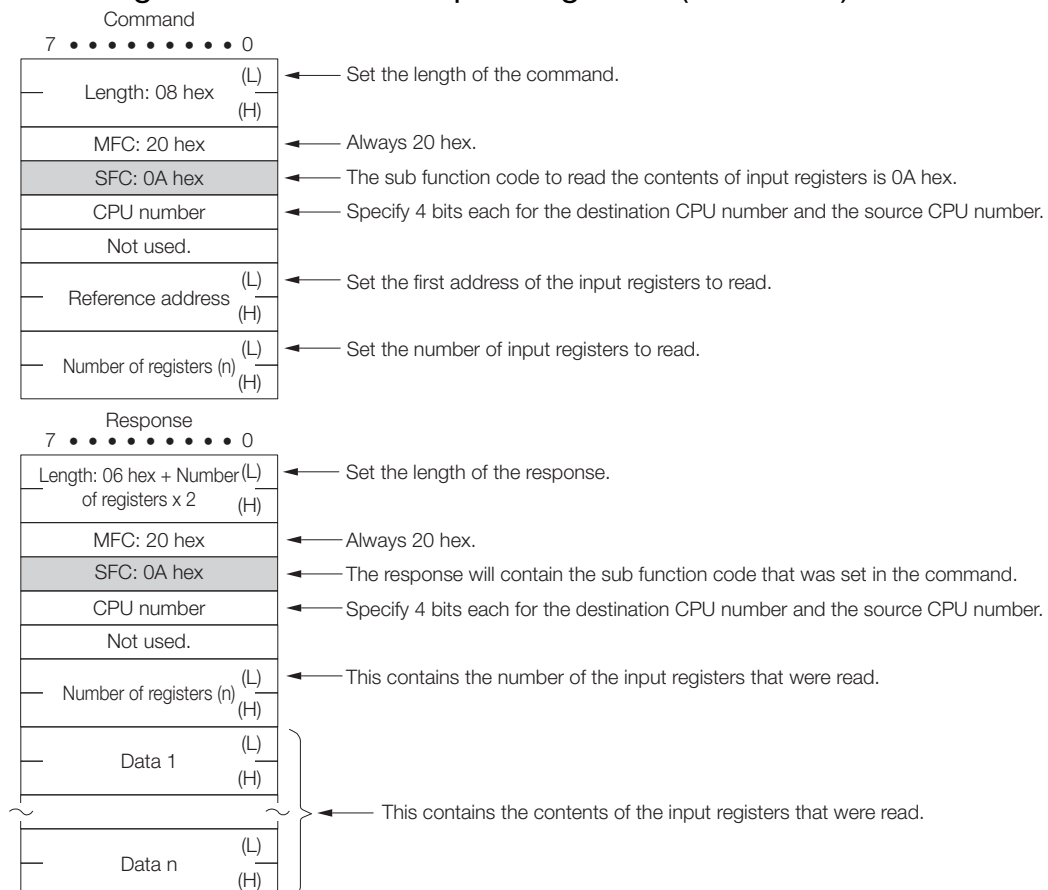 Command
7 • • • • • • • • • 0
Length: 08 hex (L) (H) Set the length of the command.
MFC: 20 hex Always 20 hex.
SFC: 0A hex The sub function code to read the contents of input registers is 0A hex.
CPU number Specify 4 bits each for the destination CPU number and the source CPU number.
Not used.
Reference address (L) (H) Set the first address of the input registers to read.
Number of registers (n) (L) (H) Set the number of input registers to read.
Response
7 • • • • • • • • • 0
Length: 06 hex + Number (L) Set the length of the response.
of registers x 2 (H)
MFC: 20 hex Always 20 hex.
SFC: 0A hex The response will contain the sub function code that was set in the command.
CPU number Specify 4 bits each for the destination CPU number and the source CPU number.
Not used.
Number of registers (n) (L) (H) This contains the number of the input registers that were read.
Data 1 (L) (H)
This contains the contents of the input registers that were read.
Data n (L) (H)